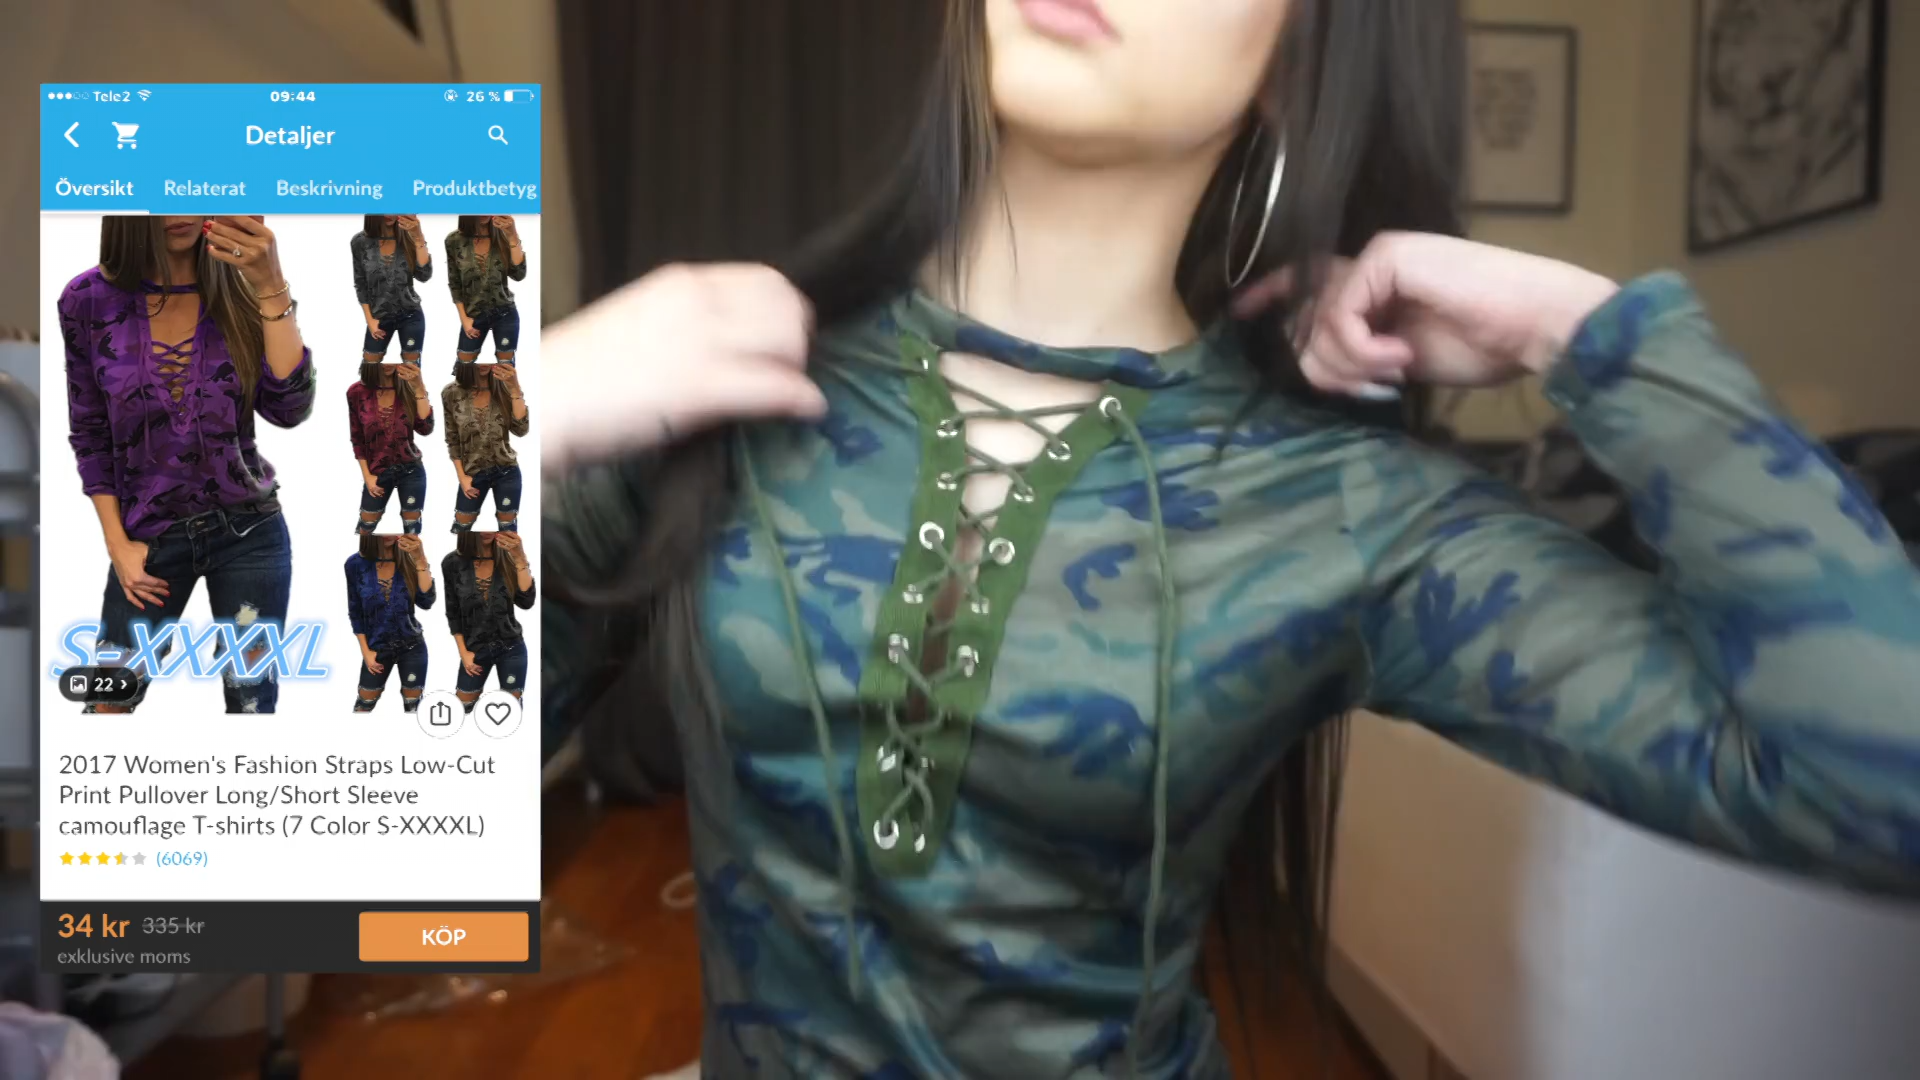 Tele2 09:44 26 %
Detaljer
Översikt Relaterat Beskrivning Produktbetyg
S-XXXXL
22
2017 Women's Fashion Straps Low-Cut
Print Pullover Long/Short Sleeve
camouflage T-shirts (7 Color S-XXXXL)
(6069)
34 kr 335 kr
exklusive moms
KÖP